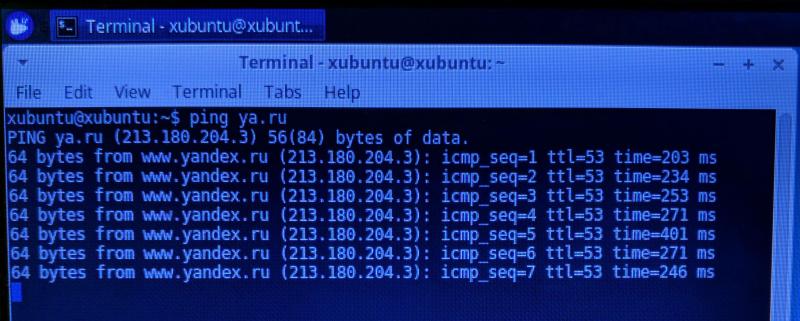 Terminal - xubuntu@xubunt...
Terminal - xubuntu@xubuntu: ~
File Edit View Terminal Tabs Help
xubuntu@xubuntu:~$ ping ya.ru
PING ya.ru (213.180.204.3) 56(84) bytes of data.
64 bytes from www.yandex.ru (213.180.204.3): icmp_seq=1 ttl=53 time=203 ms
64 bytes from www.yandex.ru (213.180.204.3): icmp_seq=2 ttl=53 time=234 ms
64 bytes from www.yandex.ru (213.180.204.3): icmp_seq=3 ttl=53 time=253 ms
64 bytes from www.yandex.ru (213.180.204.3): icmp_seq=4 ttl=53 time=271 ms
64 bytes from www.yandex.ru (213.180.204.3): icmp_seq=5 ttl=53 time=401 ms
64 bytes from www.yandex.ru (213.180.204.3): icmp_seq=6 ttl=53 time=271 ms
64 bytes from www.yandex.ru (213.180.204.3): icmp_seq=7 ttl=53 time=246 ms